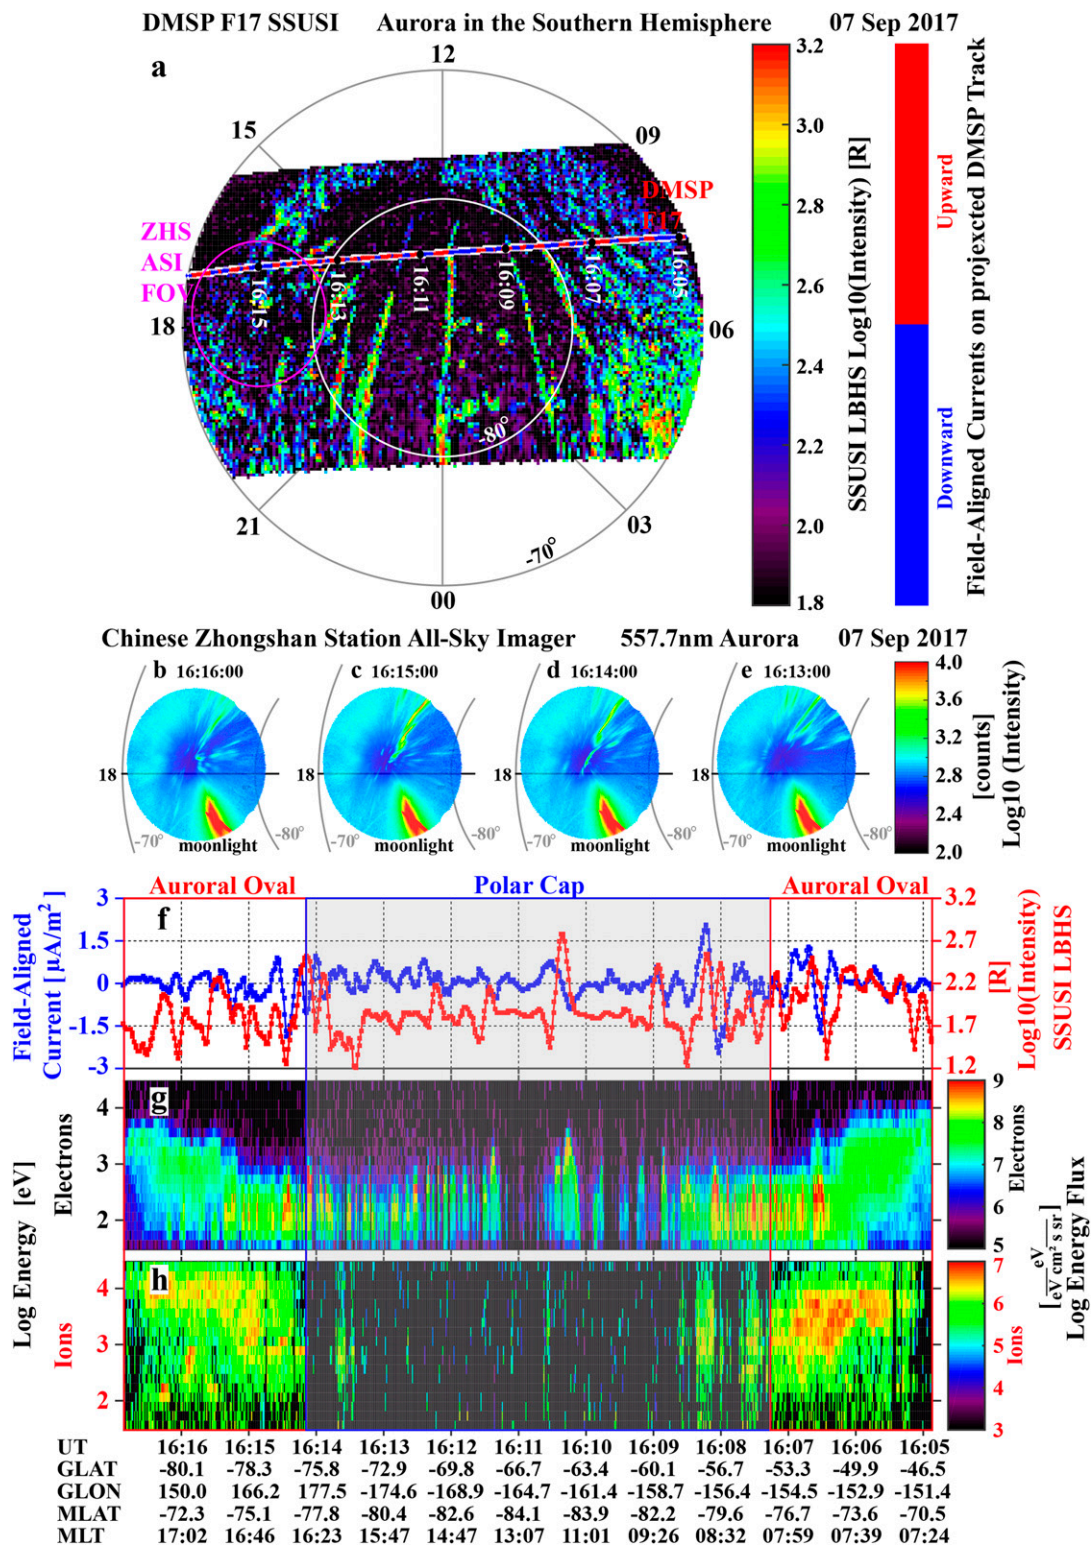 DMSP F17 SSUSI Aurora in the Southern Hemisphere 07 Sep 2017
a
12
15
09
18
06
21
03
00
-80°
-70°
DMSP
F17
ZHS
ASI
FOV
16:15
16:13
16:11
16:09
16:07
16:05
3.2
3.0
2.8
2.6
2.4
2.2
2.0
1.8
SSUSI LBHS Log10(Intensity) [R]
Upward
Downward
Field-Aligned Currents on projexcted DMSP Track
Chinese Zhongshan Station All-Sky Imager 557.7nm Aurora 07 Sep 2017
b 16:16:00
c 16:15:00
d 16:14:00
e 16:13:00
18
-70°
-80°
moonlight
18
-70°
-80°
moonlight
18
-70°
-80°
moonlight
18
-70°
-80°
moonlight
4.0
3.6
3.2
2.8
2.4
2.0
[counts]
Log10 (Intensity)
Auroral Oval
Polar Cap
Auroral Oval
f
3
1.5
0
-1.5
-3
Field-Aligned
Current [μA/m²]
3.2
2.7
2.2
1.7
1.2
Log10(Intensity)
[R]
SSUSI LBHS
g
4
3
2
Electrons
9
8
7
6
5
Electrons
h
4
3
2
Ions
7
6
5
4
3
Ions
Log Energy [eV]
[eV / eV cm² s sr]
Log Energy Flux
UT 16:16 16:15 16:14 16:13 16:12 16:11 16:10 16:09 16:08 16:07 16:06 16:05
GLAT -80.1 -78.3 -75.8 -72.9 -69.8 -66.7 -63.4 -60.1 -56.7 -53.3 -49.9 -46.5
GLON 150.0 166.2 177.5 -174.6 -168.9 -164.7 -161.4 -158.7 -156.4 -154.5 -152.9 -151.4
MLAT -72.3 -75.1 -77.8 -80.4 -82.6 -84.1 -83.9 -82.2 -79.6 -76.7 -73.6 -70.5
MLT 17:02 16:46 16:23 15:47 14:47 13:07 11:01 09:26 08:32 07:59 07:39 07:24